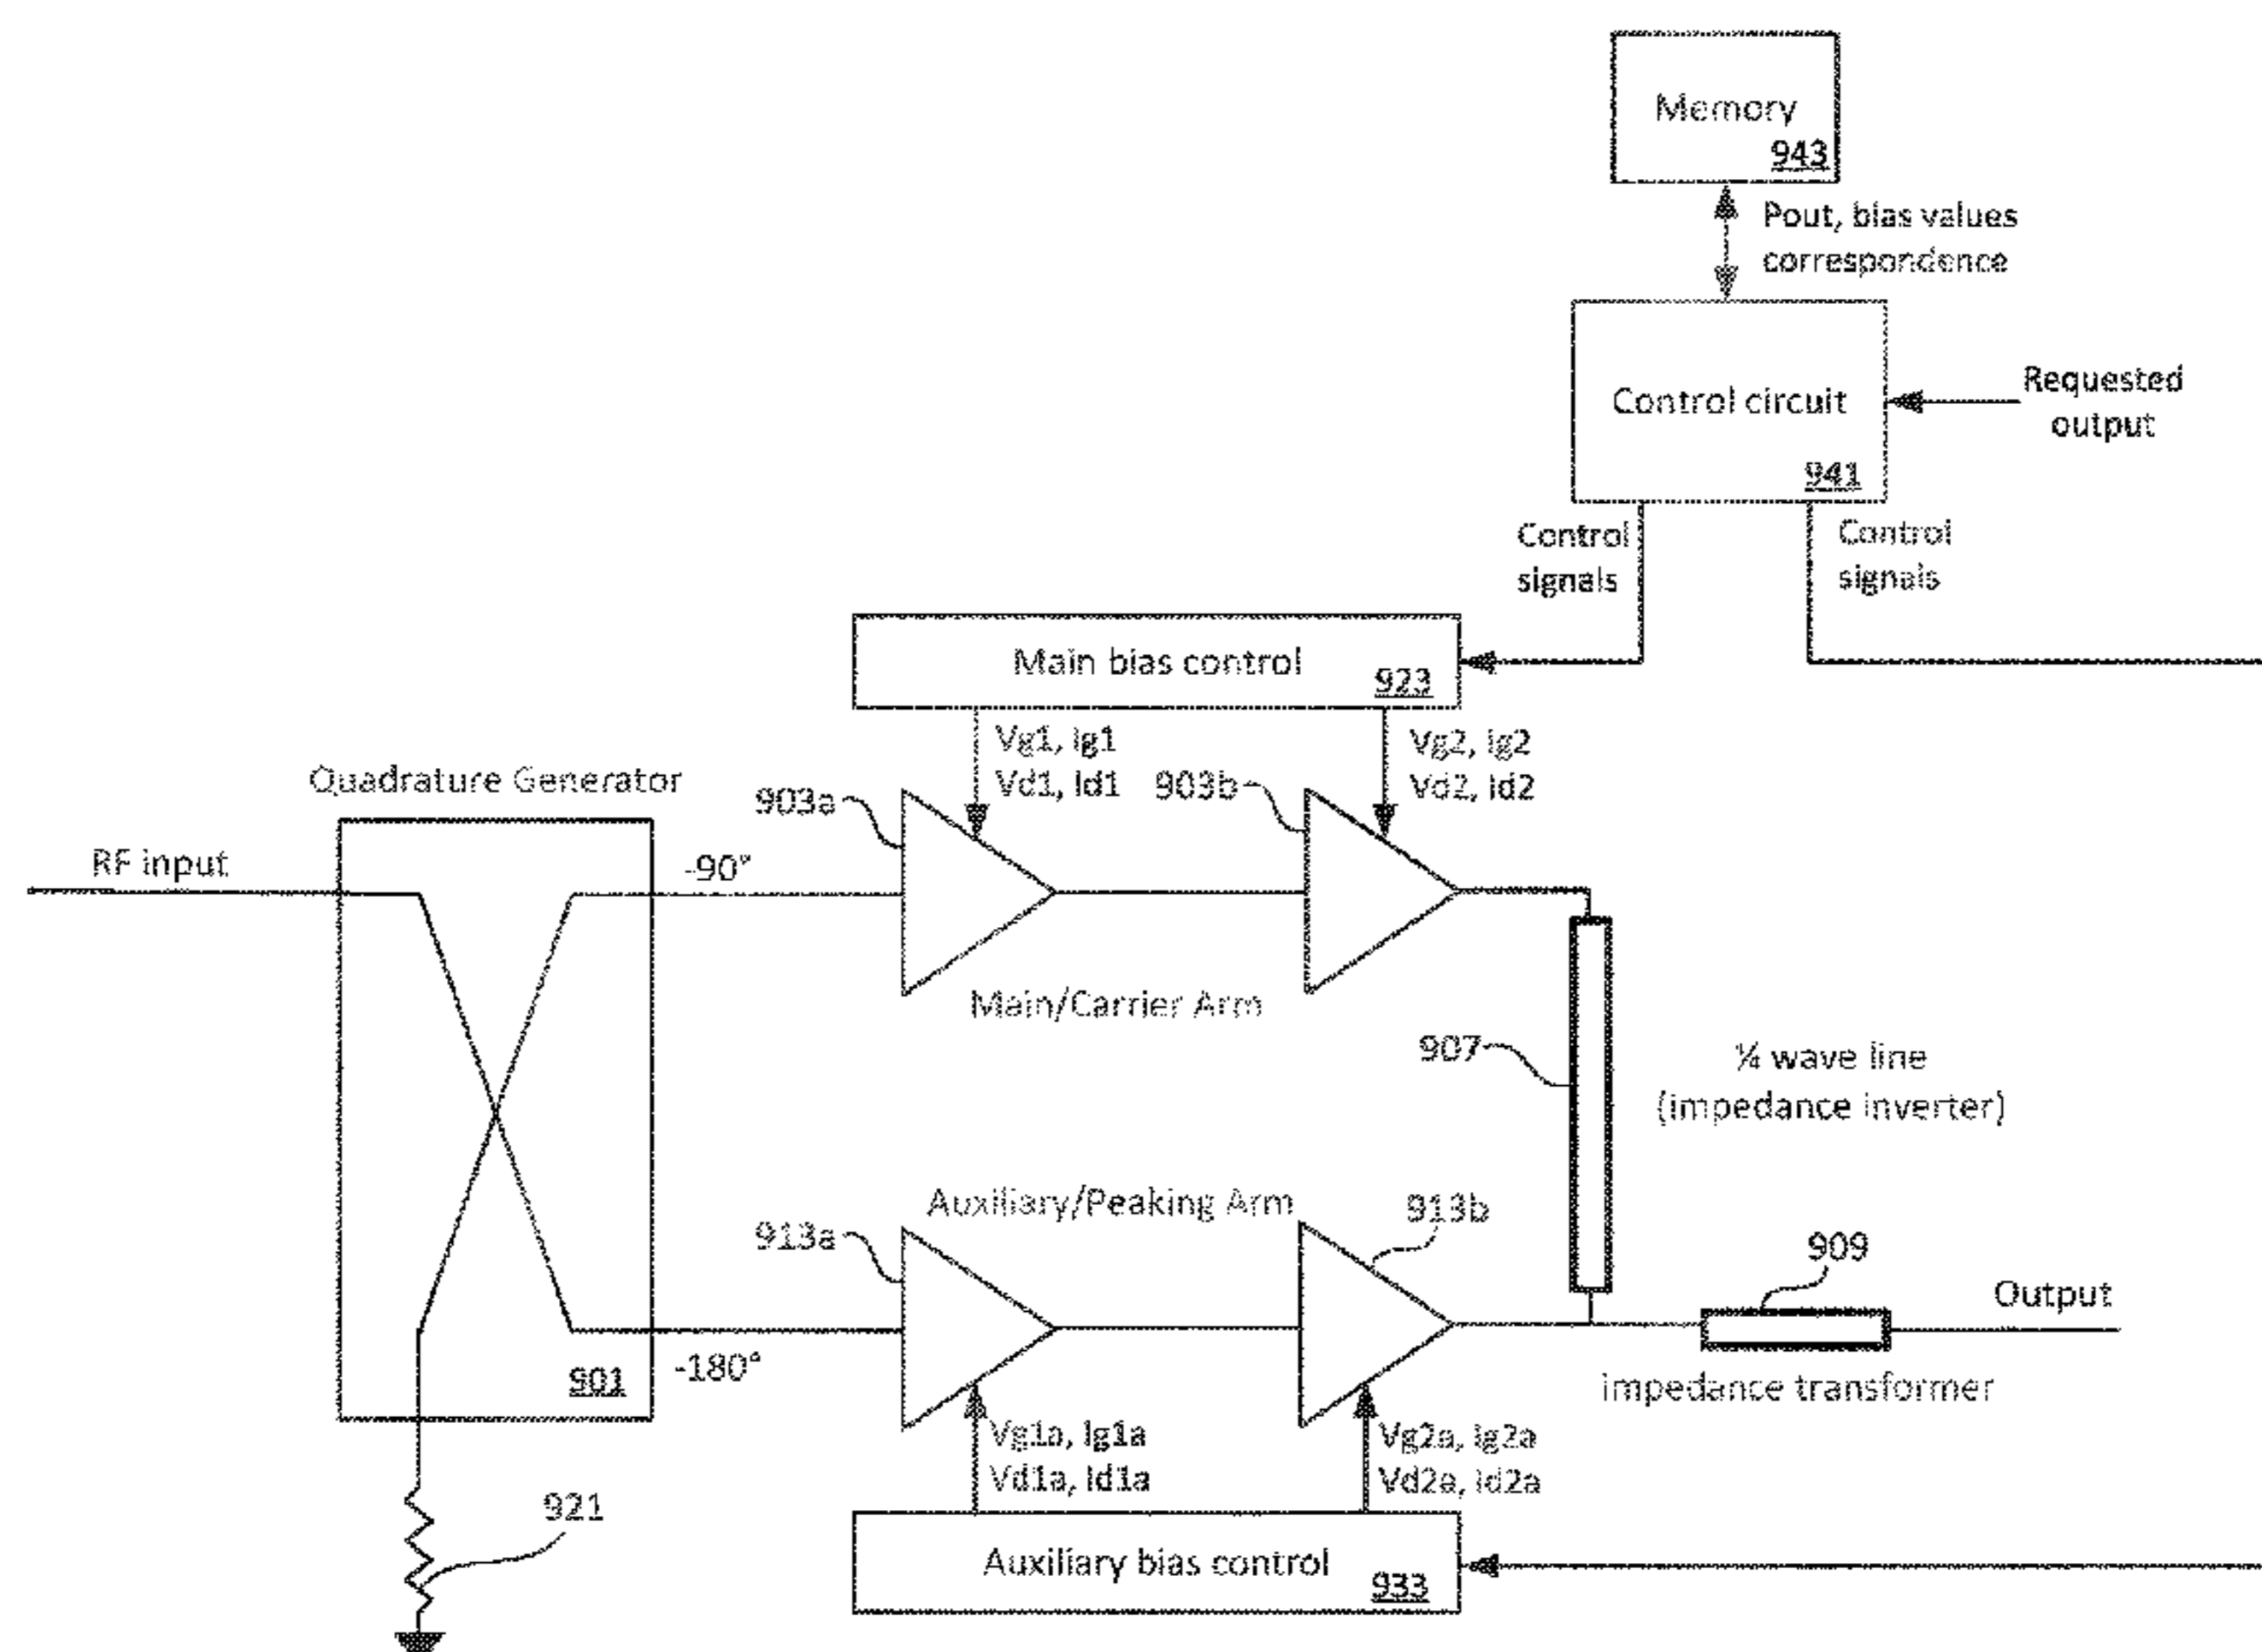 Memory
943
Pout, bias values
correspondence
Control circuit
941
Requested
output
Control
signals
Control
signals
Main bias control
923
Vg1, Ig1
Vd1, Id1
Vg2, Ig2
Vd2, Id2
Quadrature Generator
903a
903b
RF input
-90°
Main/Carrier Arm
907
¼ wave line
(impedance inverter)
Auxiliary/Peaking Arm
913a
913b
909
Output
901
-180°
impedance transformer
Vg1a, Ig1a
Vd1a, Id1a
Vg2a, Ig2a
Vd2a, Id2a
921
Auxiliary bias control
933